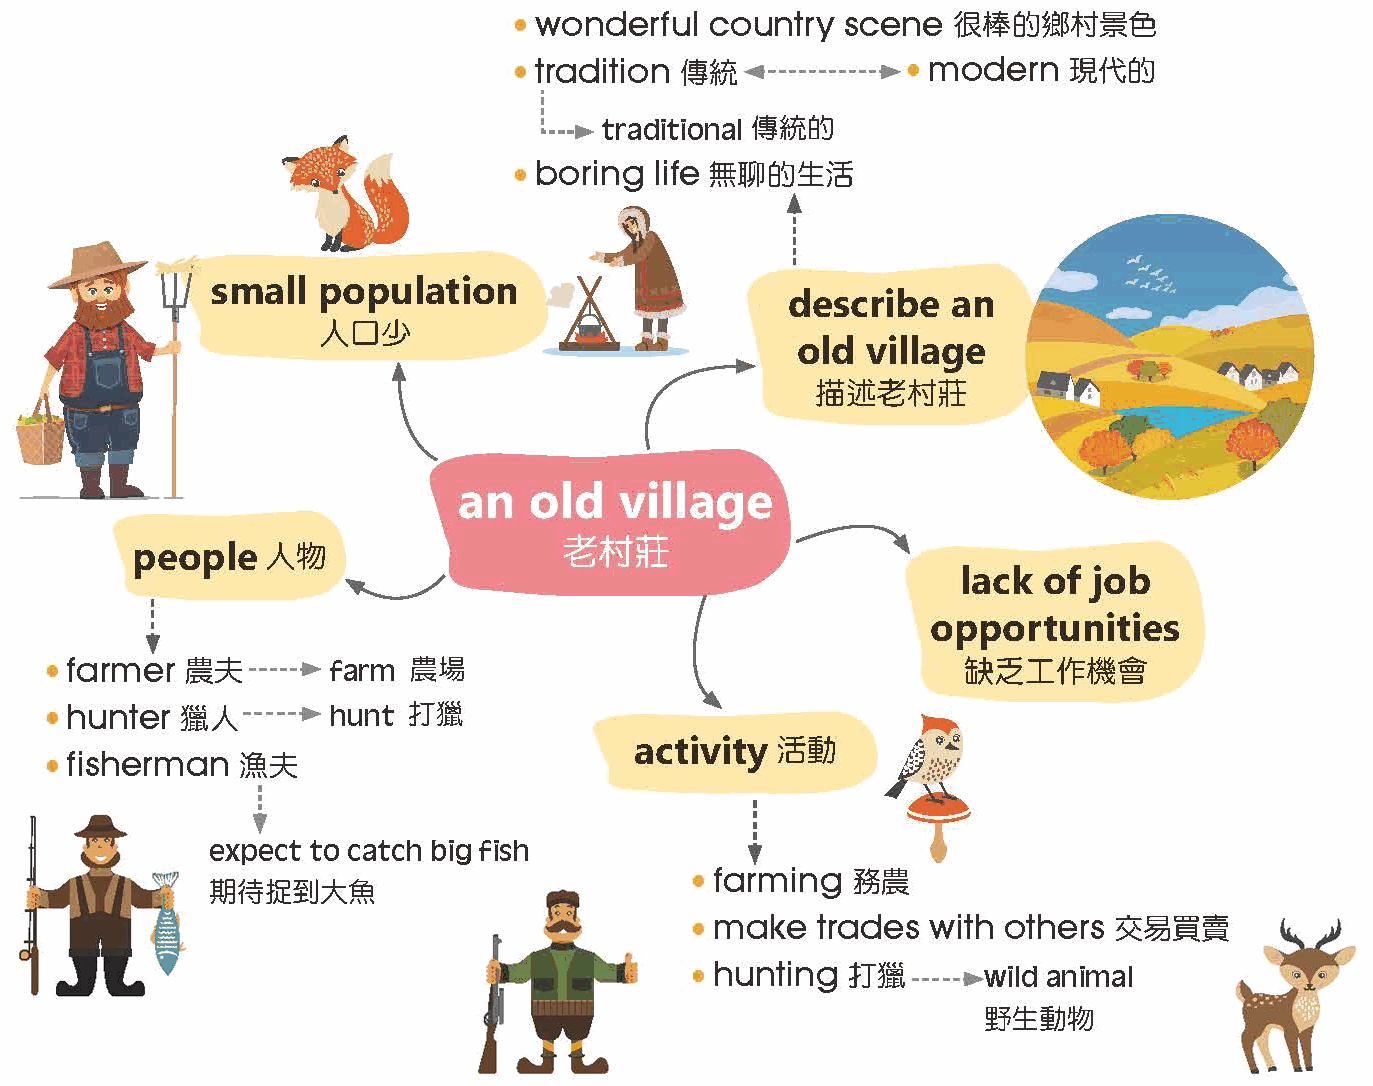 wonderful country scene 很棒的鄉村景色
tradition 傳統
modern 現代的
traditional 傳統的
boring life 無聊的生活
small population
人口少
describe an
old village
描述老村莊
an old village
老村莊
people 人物
lack of job
opportunities
缺乏工作機會
farmer 農夫
farm 農場
hunter 獵人
hunt 打獵
fisherman 漁夫
expect to catch big fish
期待捉到大魚
activity 活動
farming 務農
make trades with others 交易買賣
hunting 打獵
wild animal
野生動物